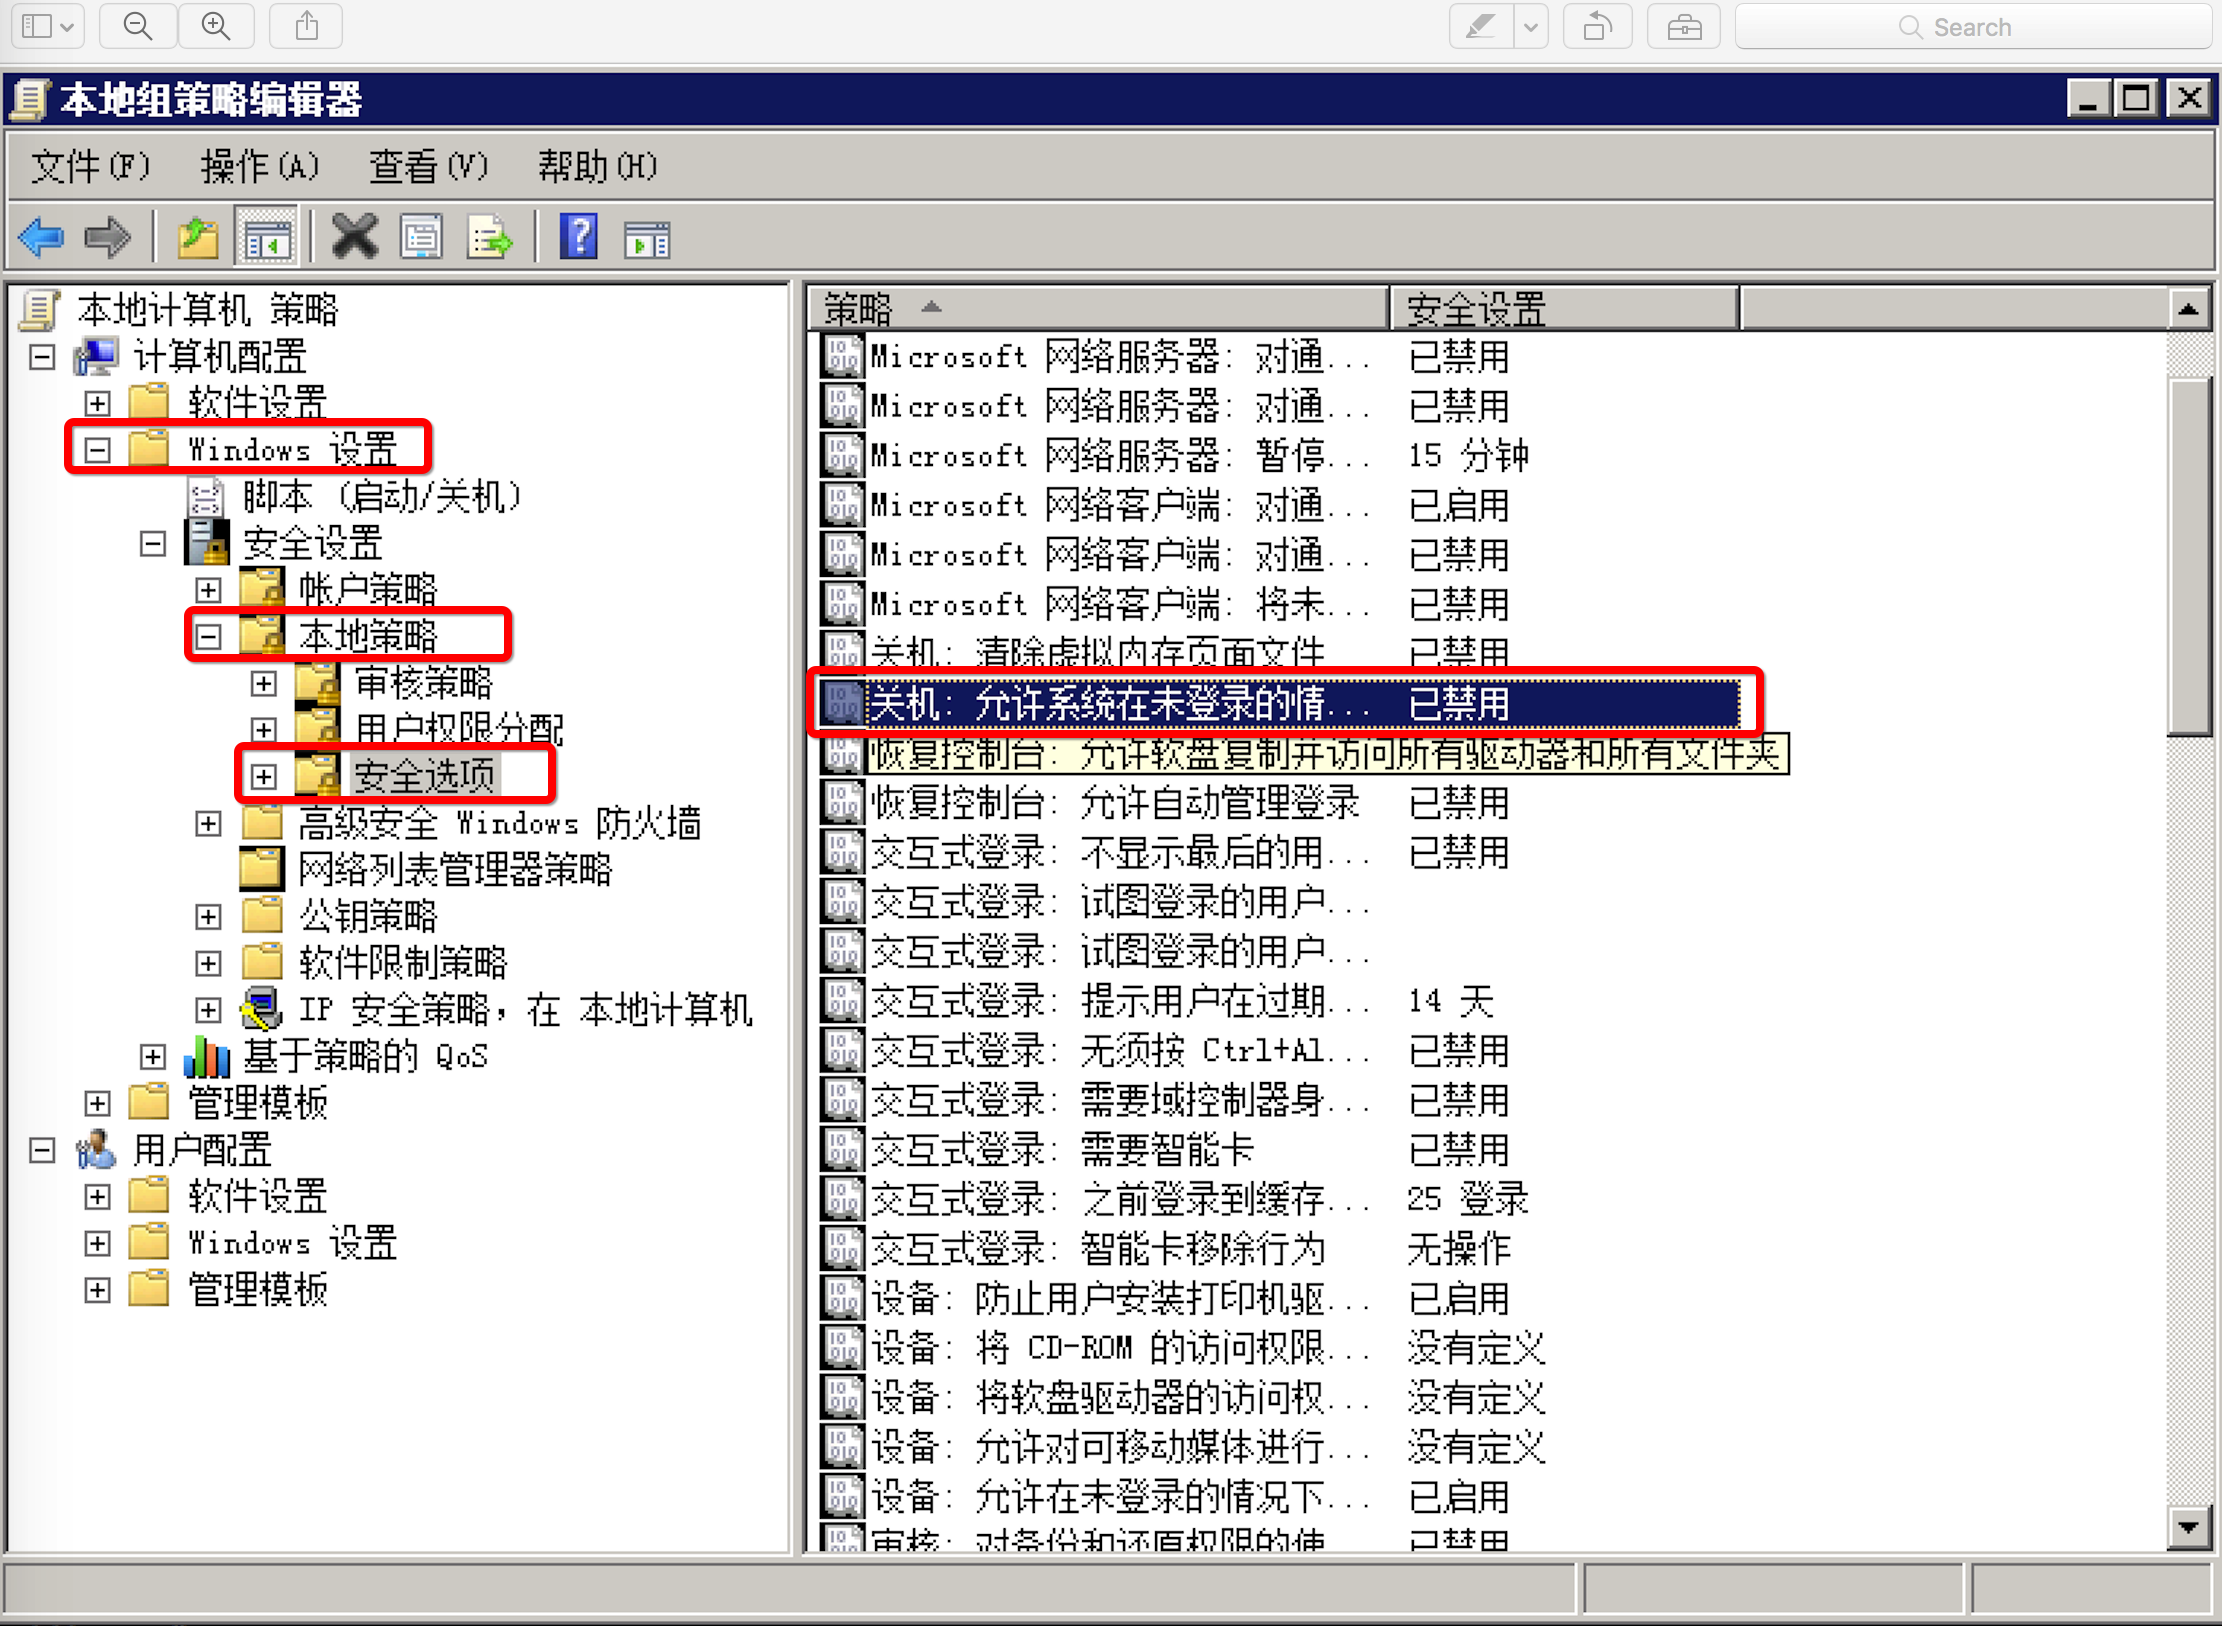 Search
本地组策略编辑器
文件(F) 操作(A) 查看(V) 帮助(H)
本地计算机 策略
计算机配置
软件设置
Windows 设置
脚本 (启动/关机)
安全设置
帐户策略
本地策略
审核策略
用户权限分配
安全选项
高级安全 Windows 防火墙
网络列表管理器策略
公钥策略
软件限制策略
IP 安全策略，在 本地计算机
基于策略的 QoS
管理模板
用户配置
软件设置
Windows 设置
管理模板
策略 安全设置
Microsoft 网络服务器: 对通... 已禁用
Microsoft 网络服务器: 对通... 已禁用
Microsoft 网络服务器: 暂停... 15 分钟
Microsoft 网络客户端: 对通... 已启用
Microsoft 网络客户端: 对通... 已禁用
Microsoft 网络客户端: 将未... 已禁用
关机: 清除虚拟内存页面文件 已禁用
关机: 允许系统在未登录的情... 已禁用
恢复控制台: 允许软盘复制并访问所有驱动器和所有文件夹
恢复控制台: 允许自动管理登录 已禁用
交互式登录: 不显示最后的用... 已禁用
交互式登录: 试图登录的用户...
交互式登录: 试图登录的用户...
交互式登录: 提示用户在过期... 14 天
交互式登录: 无须按 Ctrl+Al... 已禁用
交互式登录: 需要域控制器身... 已禁用
交互式登录: 需要智能卡 已禁用
交互式登录: 之前登录到缓存... 25 登录
交互式登录: 智能卡移除行为 无操作
设备: 防止用户安装打印机驱... 已启用
设备: 将 CD-ROM 的访问权限... 没有定义
设备: 将软盘驱动器的访问权... 没有定义
设备: 允许对可移动媒体进行... 没有定义
设备: 允许在未登录的情况下... 已启用
审核: 对备份和还原权限的使 已禁用